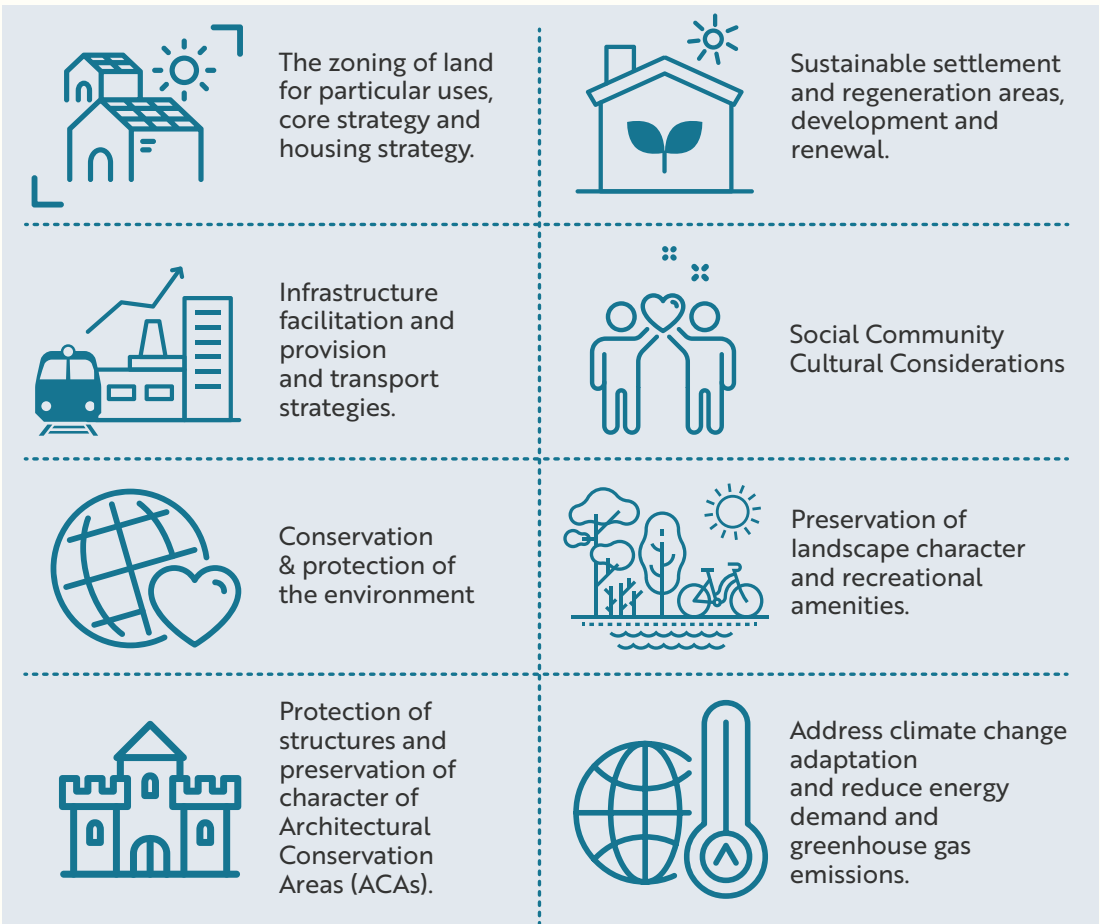 The zoning of land
for particular uses,
core strategy and
housing strategy.
Sustainable settlement
and regeneration areas,
development and
renewal.
Infrastructure
facilitation and
provision
and transport
strategies.
Social Community
Cultural Considerations
Conservation
& protection of
the environment
Preservation of
landscape character
and recreational
amenities.
Protection of
structures and
preservation of
character of
Architectural
Conservation
Areas (ACAs).
Address climate change
adaptation
and reduce energy
demand and
greenhouse gas
emissions.